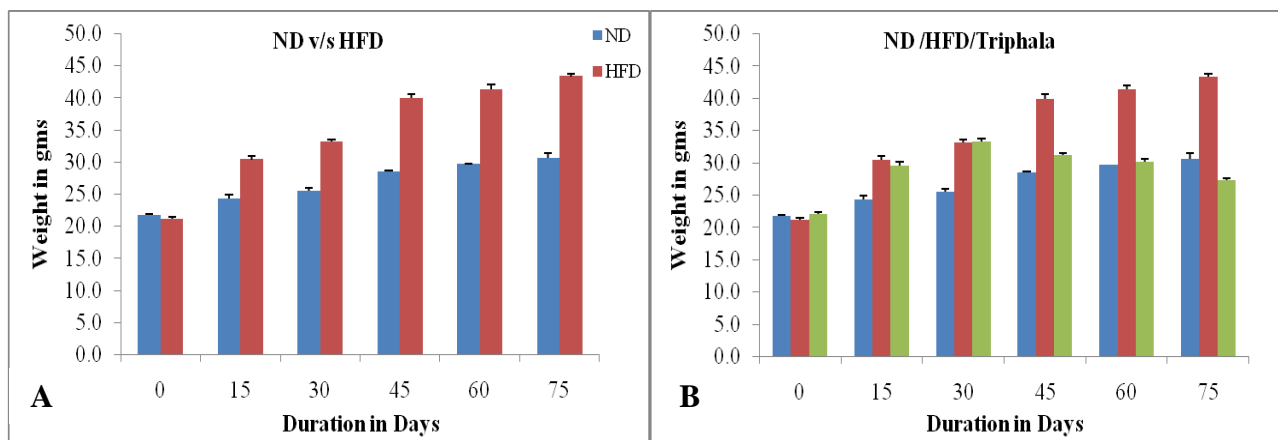 ND v/s HFD
ND
HFD
50.0
45.0
40.0
35.0
30.0
25.0
20.0
15.0
10.0
5.0
0.0
Weight in gms
0 15 30 45 60 75
Duration in Days
A
ND /HFD/Triphala
50.0
45.0
40.0
35.0
30.0
25.0
20.0
15.0
10.0
5.0
0.0
Weight in gms
0 15 30 45 60 75
Duration in Days
B